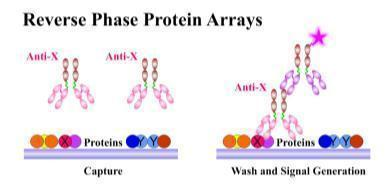 Reverse Phase Protein Arrays
Anti-X Anti-X
Anti-X
X Proteins Y Y
X Proteins Y Y
Capture
Wash and Signal Generation